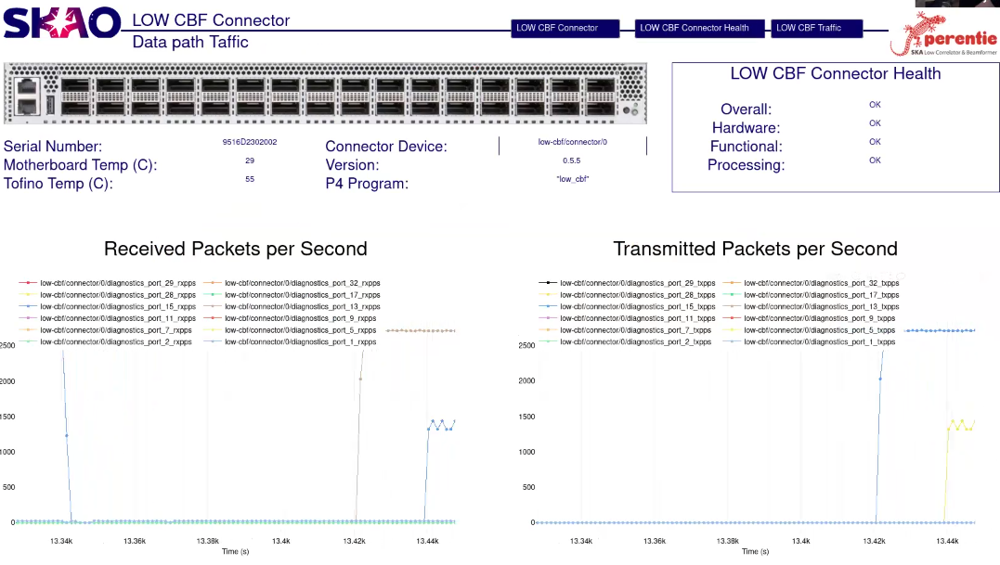 SKAO
LOW CBF Connector
Data path Taffic
LOW CBF Connector
LOW CBF Connector Health
LOW CBF Traffic
perentie
SKA Low Correlator & Beamformer
Serial Number: 9516D2302002
Motherboard Temp (C): 29
Tofino Temp (C): 55
Connector Device: low-cbf/connector/0
Version: 0.5.5
P4 Program: "low_cbf"
LOW CBF Connector Health
Overall: OK
Hardware: OK
Functional: OK
Processing: OK
Received Packets per Second
low-cbf/connector/0/diagnostics_port_29_rxpps low-cbf/connector/0/diagnostics_port_32_rxpps
low-cbf/connector/0/diagnostics_port_28_rxpps low-cbf/connector/0/diagnostics_port_17_rxpps
low-cbf/connector/0/diagnostics_port_15_rxpps low-cbf/connector/0/diagnostics_port_13_rxpps
low-cbf/connector/0/diagnostics_port_11_rxpps low-cbf/connector/0/diagnostics_port_9_rxpps
low-cbf/connector/0/diagnostics_port_7_rxpps low-cbf/connector/0/diagnostics_port_5_rxpps
low-cbf/connector/0/diagnostics_port_2_rxpps low-cbf/connector/0/diagnostics_port_1_rxpps
2500
2000
1500
1000
500
0
13.34k 13.36k 13.38k 13.4k 13.42k 13.44k
Time (s)
Transmitted Packets per Second
low-cbf/connector/0/diagnostics_port_29_txpps low-cbf/connector/0/diagnostics_port_32_txpps
low-cbf/connector/0/diagnostics_port_28_txpps low-cbf/connector/0/diagnostics_port_17_txpps
low-cbf/connector/0/diagnostics_port_15_txpps low-cbf/connector/0/diagnostics_port_13_txpps
low-cbf/connector/0/diagnostics_port_11_txpps low-cbf/connector/0/diagnostics_port_9_txpps
low-cbf/connector/0/diagnostics_port_7_txpps low-cbf/connector/0/diagnostics_port_5_txpps
low-cbf/connector/0/diagnostics_port_2_txpps low-cbf/connector/0/diagnostics_port_1_txpps
2500
2000
1500
1000
500
0
13.34k 13.36k 13.38k 13.4k 13.42k 13.44k
Time (s)